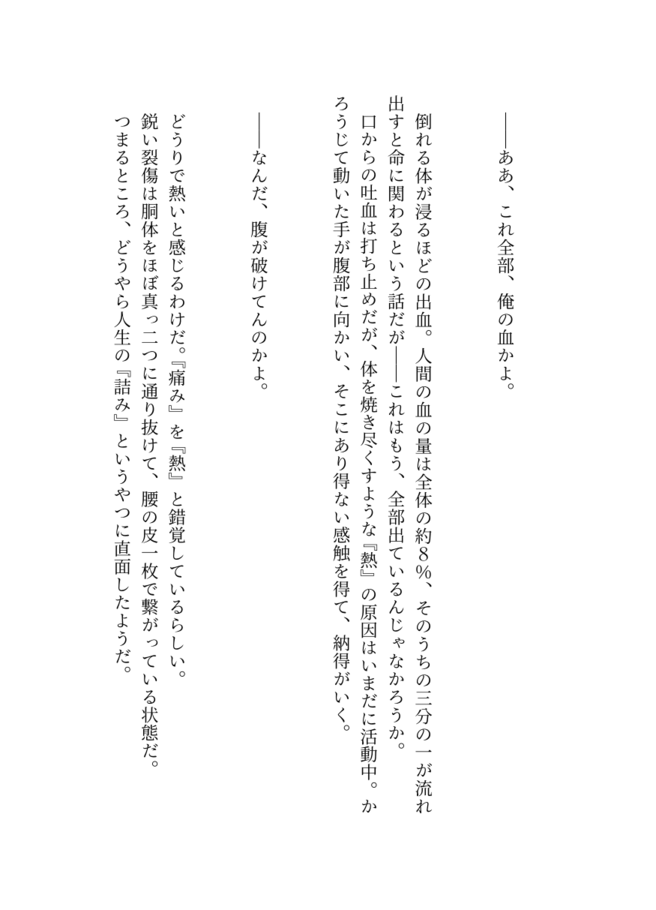 ――ああ、これ全部、俺の血かよ。
倒れる体が浸るほどの出血。人間の血の量は全体の約８％、そのうちの三分の一が流れ
出すと命に関わるという話だが――これはもう、全部出ているんじゃなかろうか。
口からの吐血は打ち止めだが、体を焼き尽くすような『熱』の原因はいまだに活動中。か
ろうじて動いた手が腹部に向かい、そこにあり得ない感触を得て、納得がいく。
――なんだ、腹が破けてんのかよ。
どうりで熱いと感じるわけだ。『痛み』を『熱』と錯覚しているらしい。
鋭い裂傷は胴体をほぼ真っ二つに通り抜けて、腰の皮一枚で繋がっている状態だ。
つまるところ、どうやら人生の『詰み』というやつに直面したようだ。